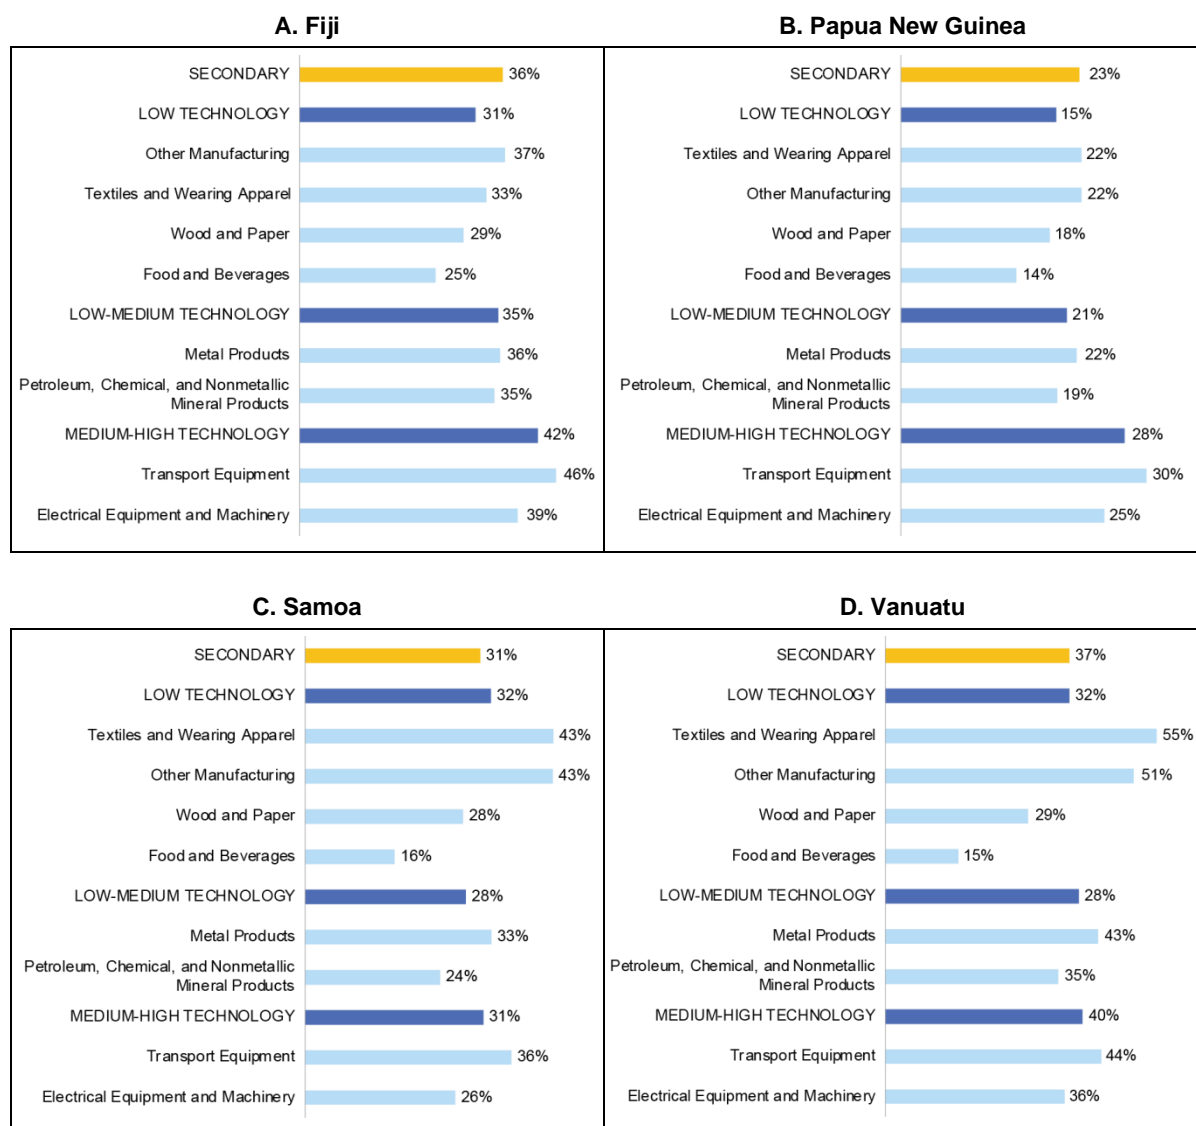 A. Fiji
SECONDARY 36%
LOW TECHNOLOGY 31%
Other Manufacturing 37%
Textiles and Wearing Apparel 33%
Wood and Paper 29%
Food and Beverages 25%
LOW-MEDIUM TECHNOLOGY 35%
Metal Products 36%
Petroleum, Chemical, and Nonmetallic
Mineral Products 35%
MEDIUM-HIGH TECHNOLOGY 42%
Transport Equipment 46%
Electrical Equipment and Machinery 39%
B. Papua New Guinea
SECONDARY 23%
LOW TECHNOLOGY 15%
Textiles and Wearing Apparel 22%
Other Manufacturing 22%
Wood and Paper 18%
Food and Beverages 14%
LOW-MEDIUM TECHNOLOGY 21%
Metal Products 22%
Petroleum, Chemical, and Nonmetallic
Mineral Products 19%
MEDIUM-HIGH TECHNOLOGY 28%
Transport Equipment 30%
Electrical Equipment and Machinery 25%
C. Samoa
SECONDARY 31%
LOW TECHNOLOGY 32%
Textiles and Wearing Apparel 43%
Other Manufacturing 43%
Wood and Paper 28%
Food and Beverages 16%
LOW-MEDIUM TECHNOLOGY 28%
Metal Products 33%
Petroleum, Chemical, and Nonmetallic
Mineral Products 24%
MEDIUM-HIGH TECHNOLOGY 31%
Transport Equipment 36%
Electrical Equipment and Machinery 26%
D. Vanuatu
SECONDARY 37%
LOW TECHNOLOGY 32%
Textiles and Wearing Apparel 55%
Other Manufacturing 51%
Wood and Paper 29%
Food and Beverages 15%
LOW-MEDIUM TECHNOLOGY 28%
Metal Products 43%
Petroleum, Chemical, and Nonmetallic
Mineral Products 35%
MEDIUM-HIGH TECHNOLOGY 40%
Transport Equipment 44%
Electrical Equipment and Machinery 36%